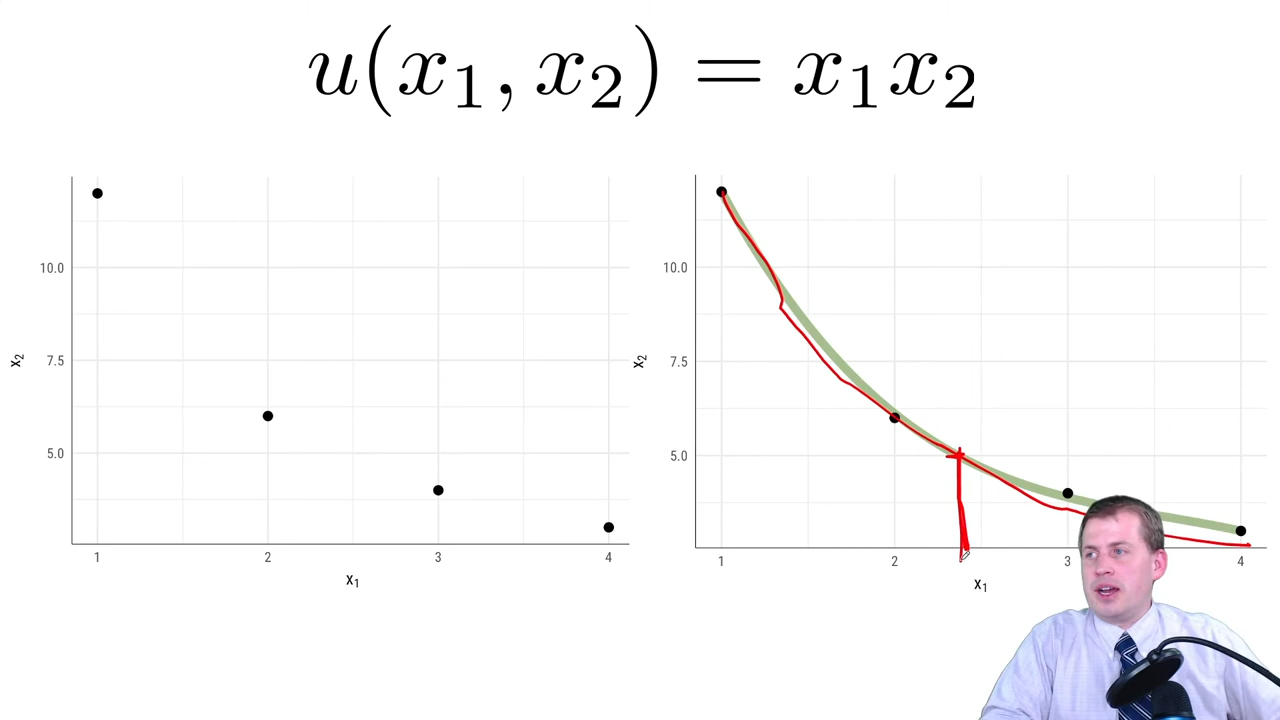 u(x₁, x₂) = x₁x₂
10.0
7.5
5.0
x₂
1 2 3 4
x₁
10.0
7.5
5.0
x₂
1 2 3 4
x₁